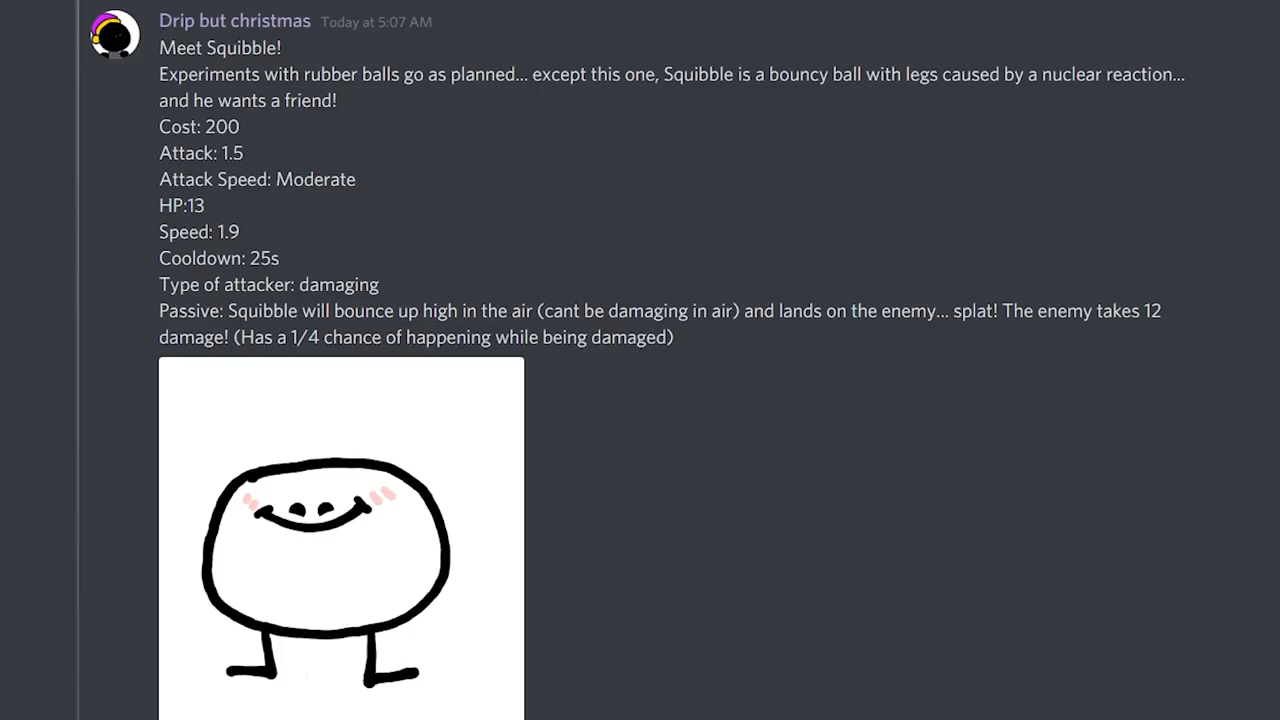 Drip but christmas Today at 5:07 AM
Meet Squibble!
Experiments with rubber balls go as planned... except this one, Squibble is a bouncy ball with legs caused by a nuclear reaction...
and he wants a friend!
Cost: 200
Attack: 1.5
Attack Speed: Moderate
HP:13
Speed: 1.9
Cooldown: 25s
Type of attacker: damaging
Passive: Squibble will bounce up high in the air (cant be damaging in air) and lands on the enemy... splat! The enemy takes 12
damage! (Has a 1/4 chance of happening while being damaged)